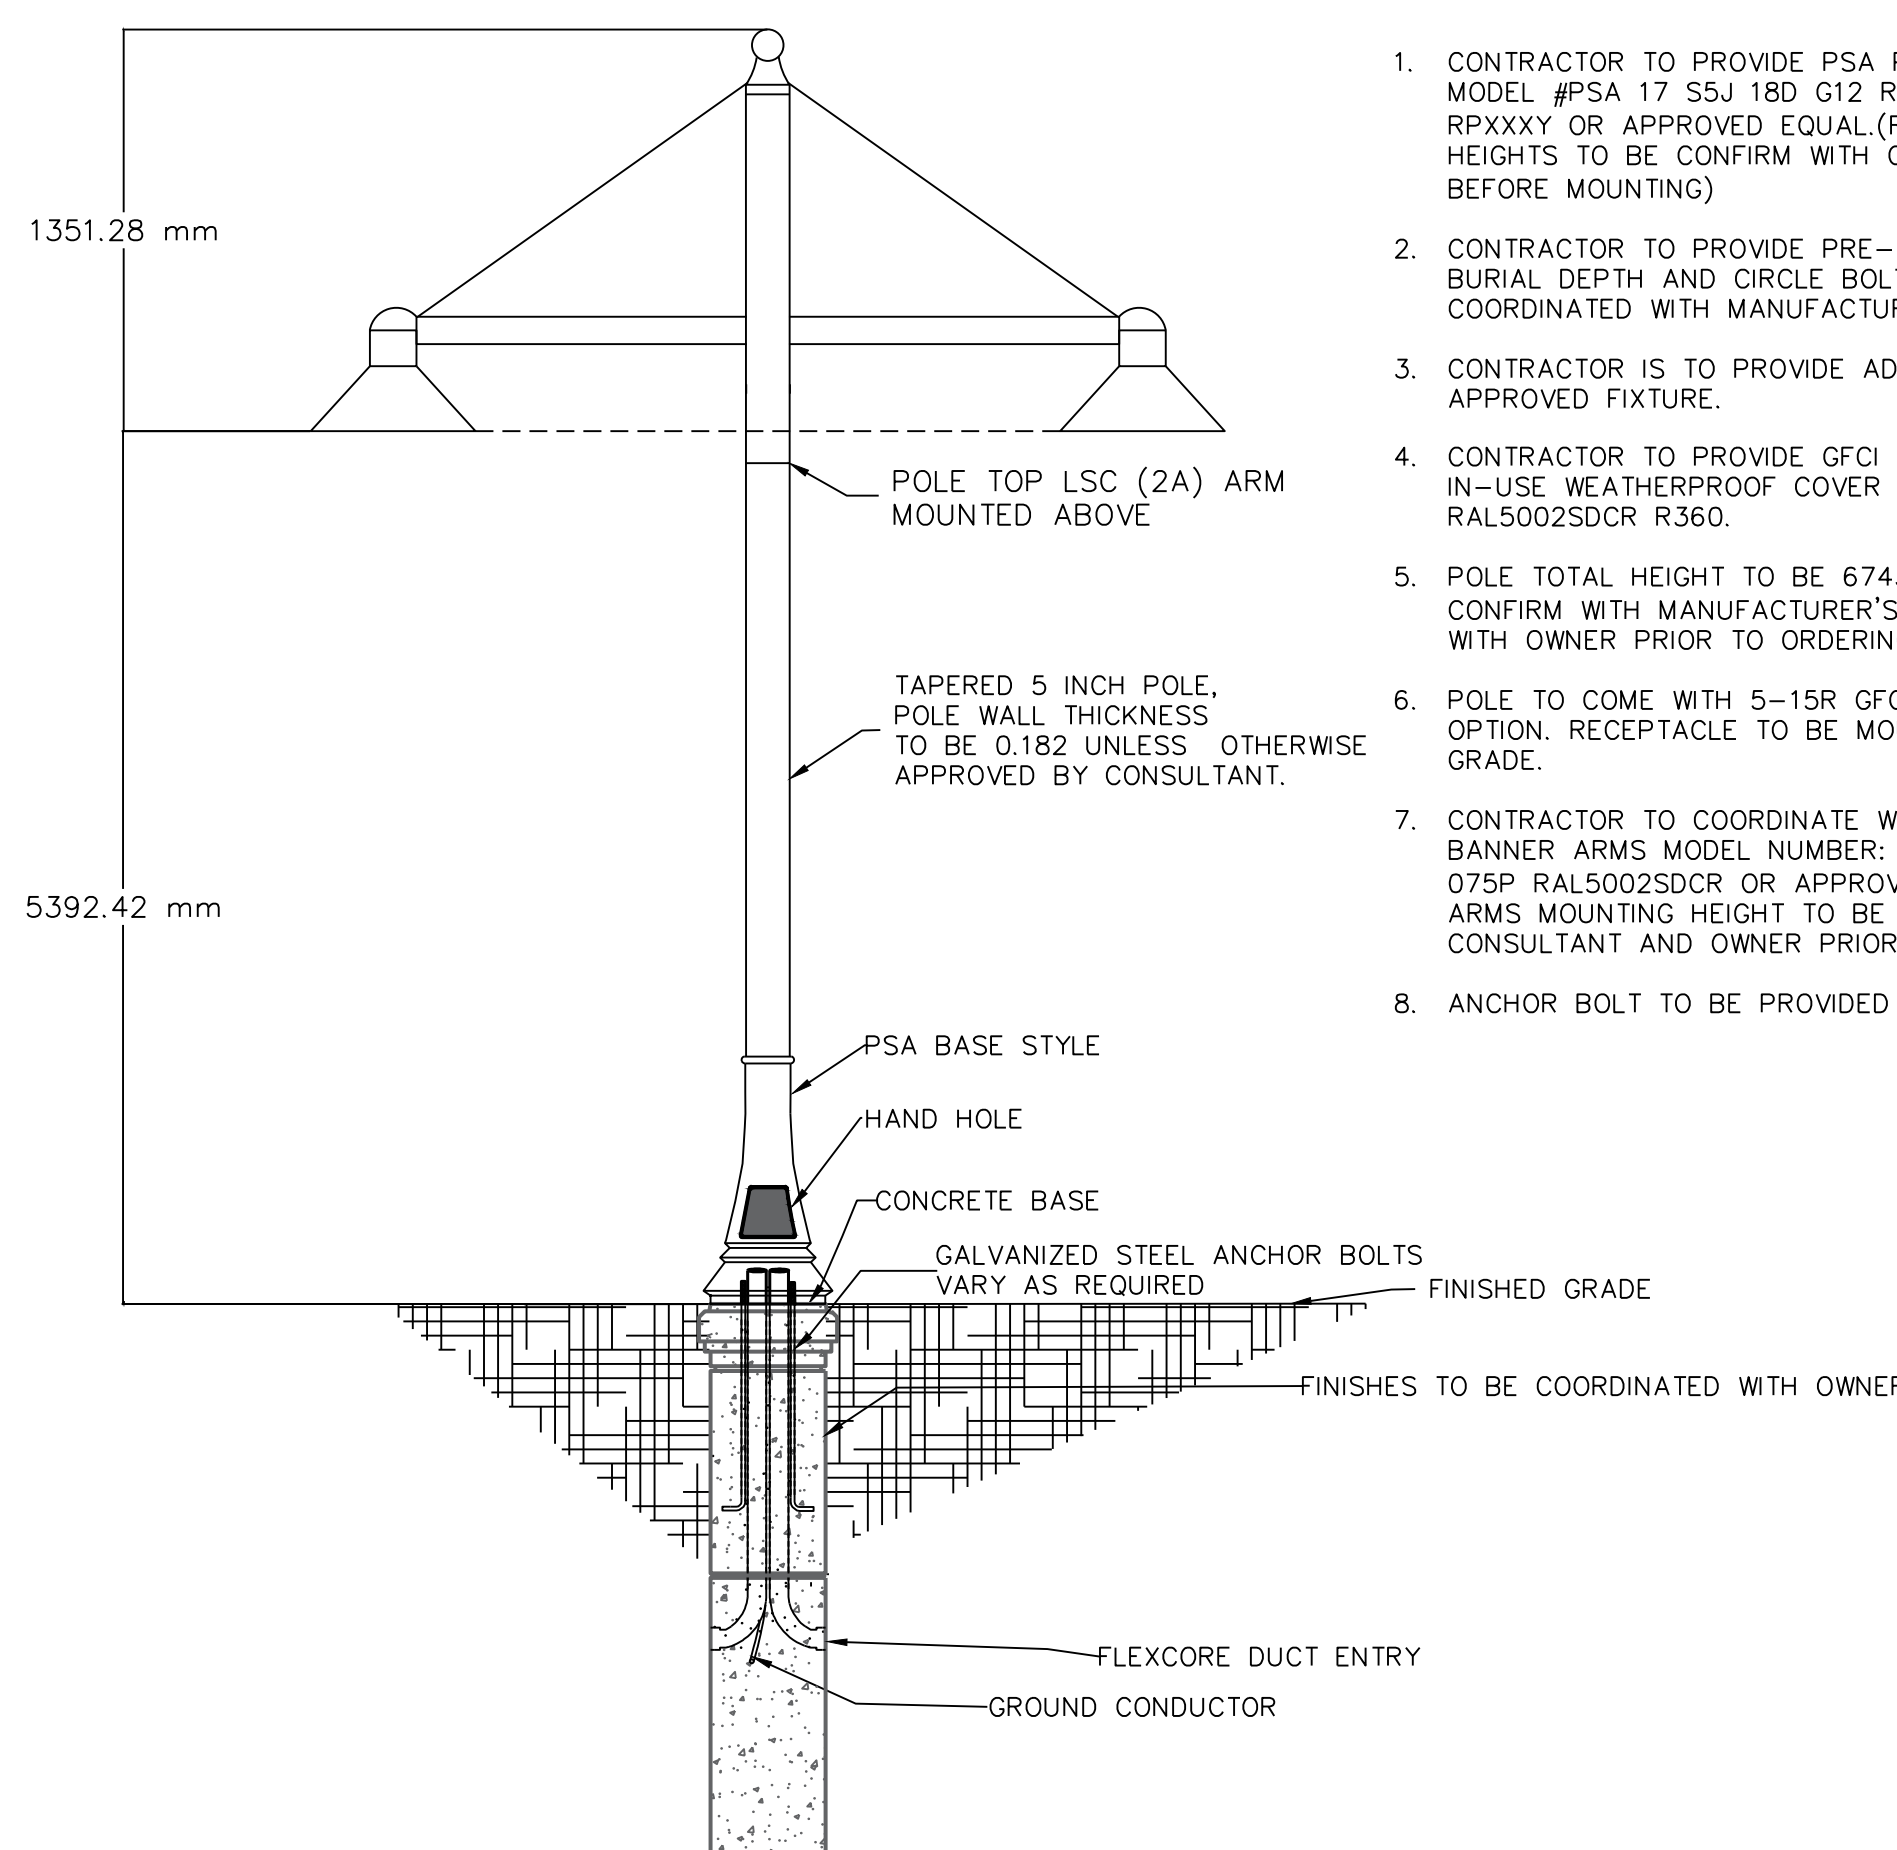 1351.28 mm
5392.42 mm
POLE TOP LSC (2A) ARM
MOUNTED ABOVE
TAPERED 5 INCH POLE,
POLE WALL THICKNESS
TO BE 0.182 UNLESS OTHERWISE
APPROVED BY CONSULTANT.
PSA BASE STYLE
HAND HOLE
CONCRETE BASE
GALVANIZED STEEL ANCHOR BOLTS
VARY AS REQUIRED
FINISHED GRADE
FINISHES TO BE COORDINATED WITH
FLEXCORE DUCT ENTRY
GROUND CONDUCTOR
1. CONTRACTOR TO PROVIDE PSA
MODEL #PSA 17 S5J 18D G12
RPXXXY OR APPROVED EQUAL.
HEIGHTS TO BE CONFIRM WITH
BEFORE MOUNTING)
2. CONTRACTOR TO PROVIDE PRE-
BURIAL DEPTH AND CIRCLE
COORDINATED WITH
3. CONTRACTOR IS TO PROVIDE
APPROVED FIXTURE.
4. CONTRACTOR TO PROVIDE GFCI
IN-USE WEATHERPROOF COVER
RAL5002SDCR R360.
5. POLE TOTAL HEIGHT TO BE
CONFIRM WITH MANUFACTURER'S
WITH OWNER PRIOR TO
6. POLE TO COME WITH 5-15R
OPTION. RECEPTACLE TO BE
GRADE.
7. CONTRACTOR TO COORDINATE
BANNER ARMS MODEL NUMBER:
075P RAL5002SDCR OR
ARMS MOUNTING HEIGHT TO BE
CONSULTANT AND OWNER PRIOR
8. ANCHOR BOLT TO BE PROVIDED